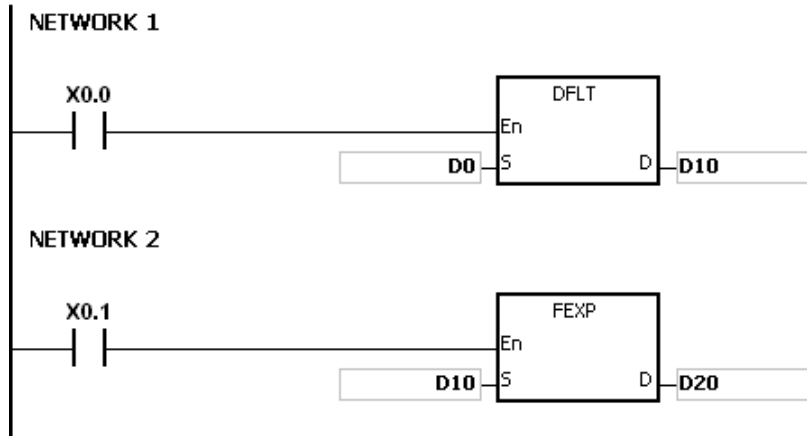 NETWORK 1
X0.0
DFLT
En
D0 S D D10
NETWORK 2
X0.1
FEXP
En
D10 S D D20